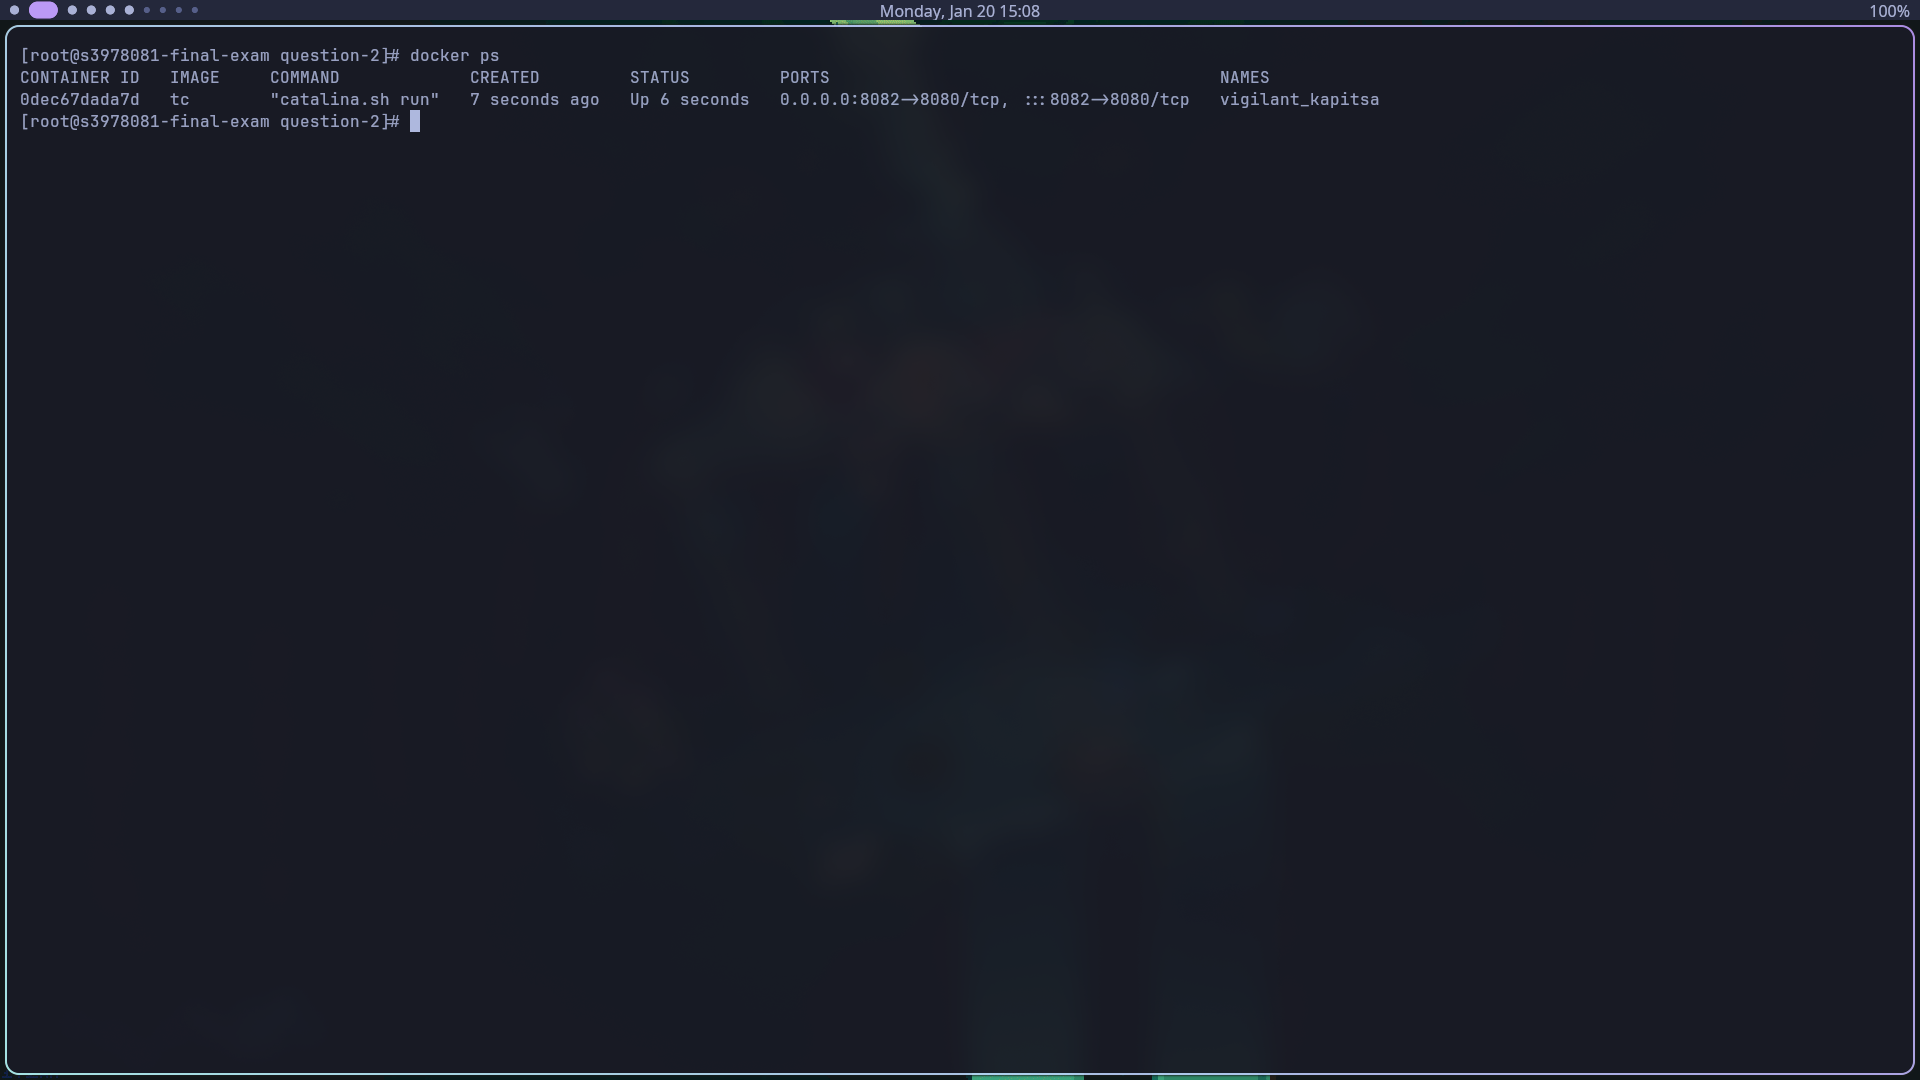 Monday, Jan 20 15:08 100%
[root@s3978081-final-exam question-2]# docker ps
CONTAINER ID IMAGE COMMAND CREATED STATUS PORTS NAMES
0dec67dada7d tc "catalina.sh run" 7 seconds ago Up 6 seconds 0.0.0.0:8082->8080/tcp, :::8082->8080/tcp vigilant_kapitsa
[root@s3978081-final-exam question-2]#